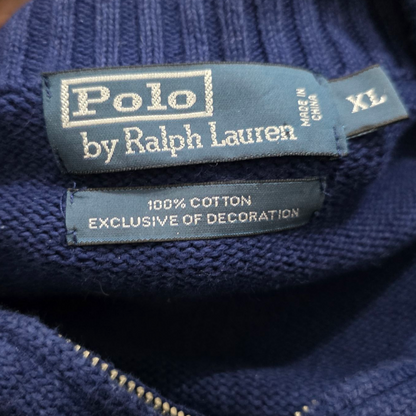 Polo
by Ralph Lauren
MADE IN
CHINA
XL
100% COTTON
EXCLUSIVE OF DECORATION